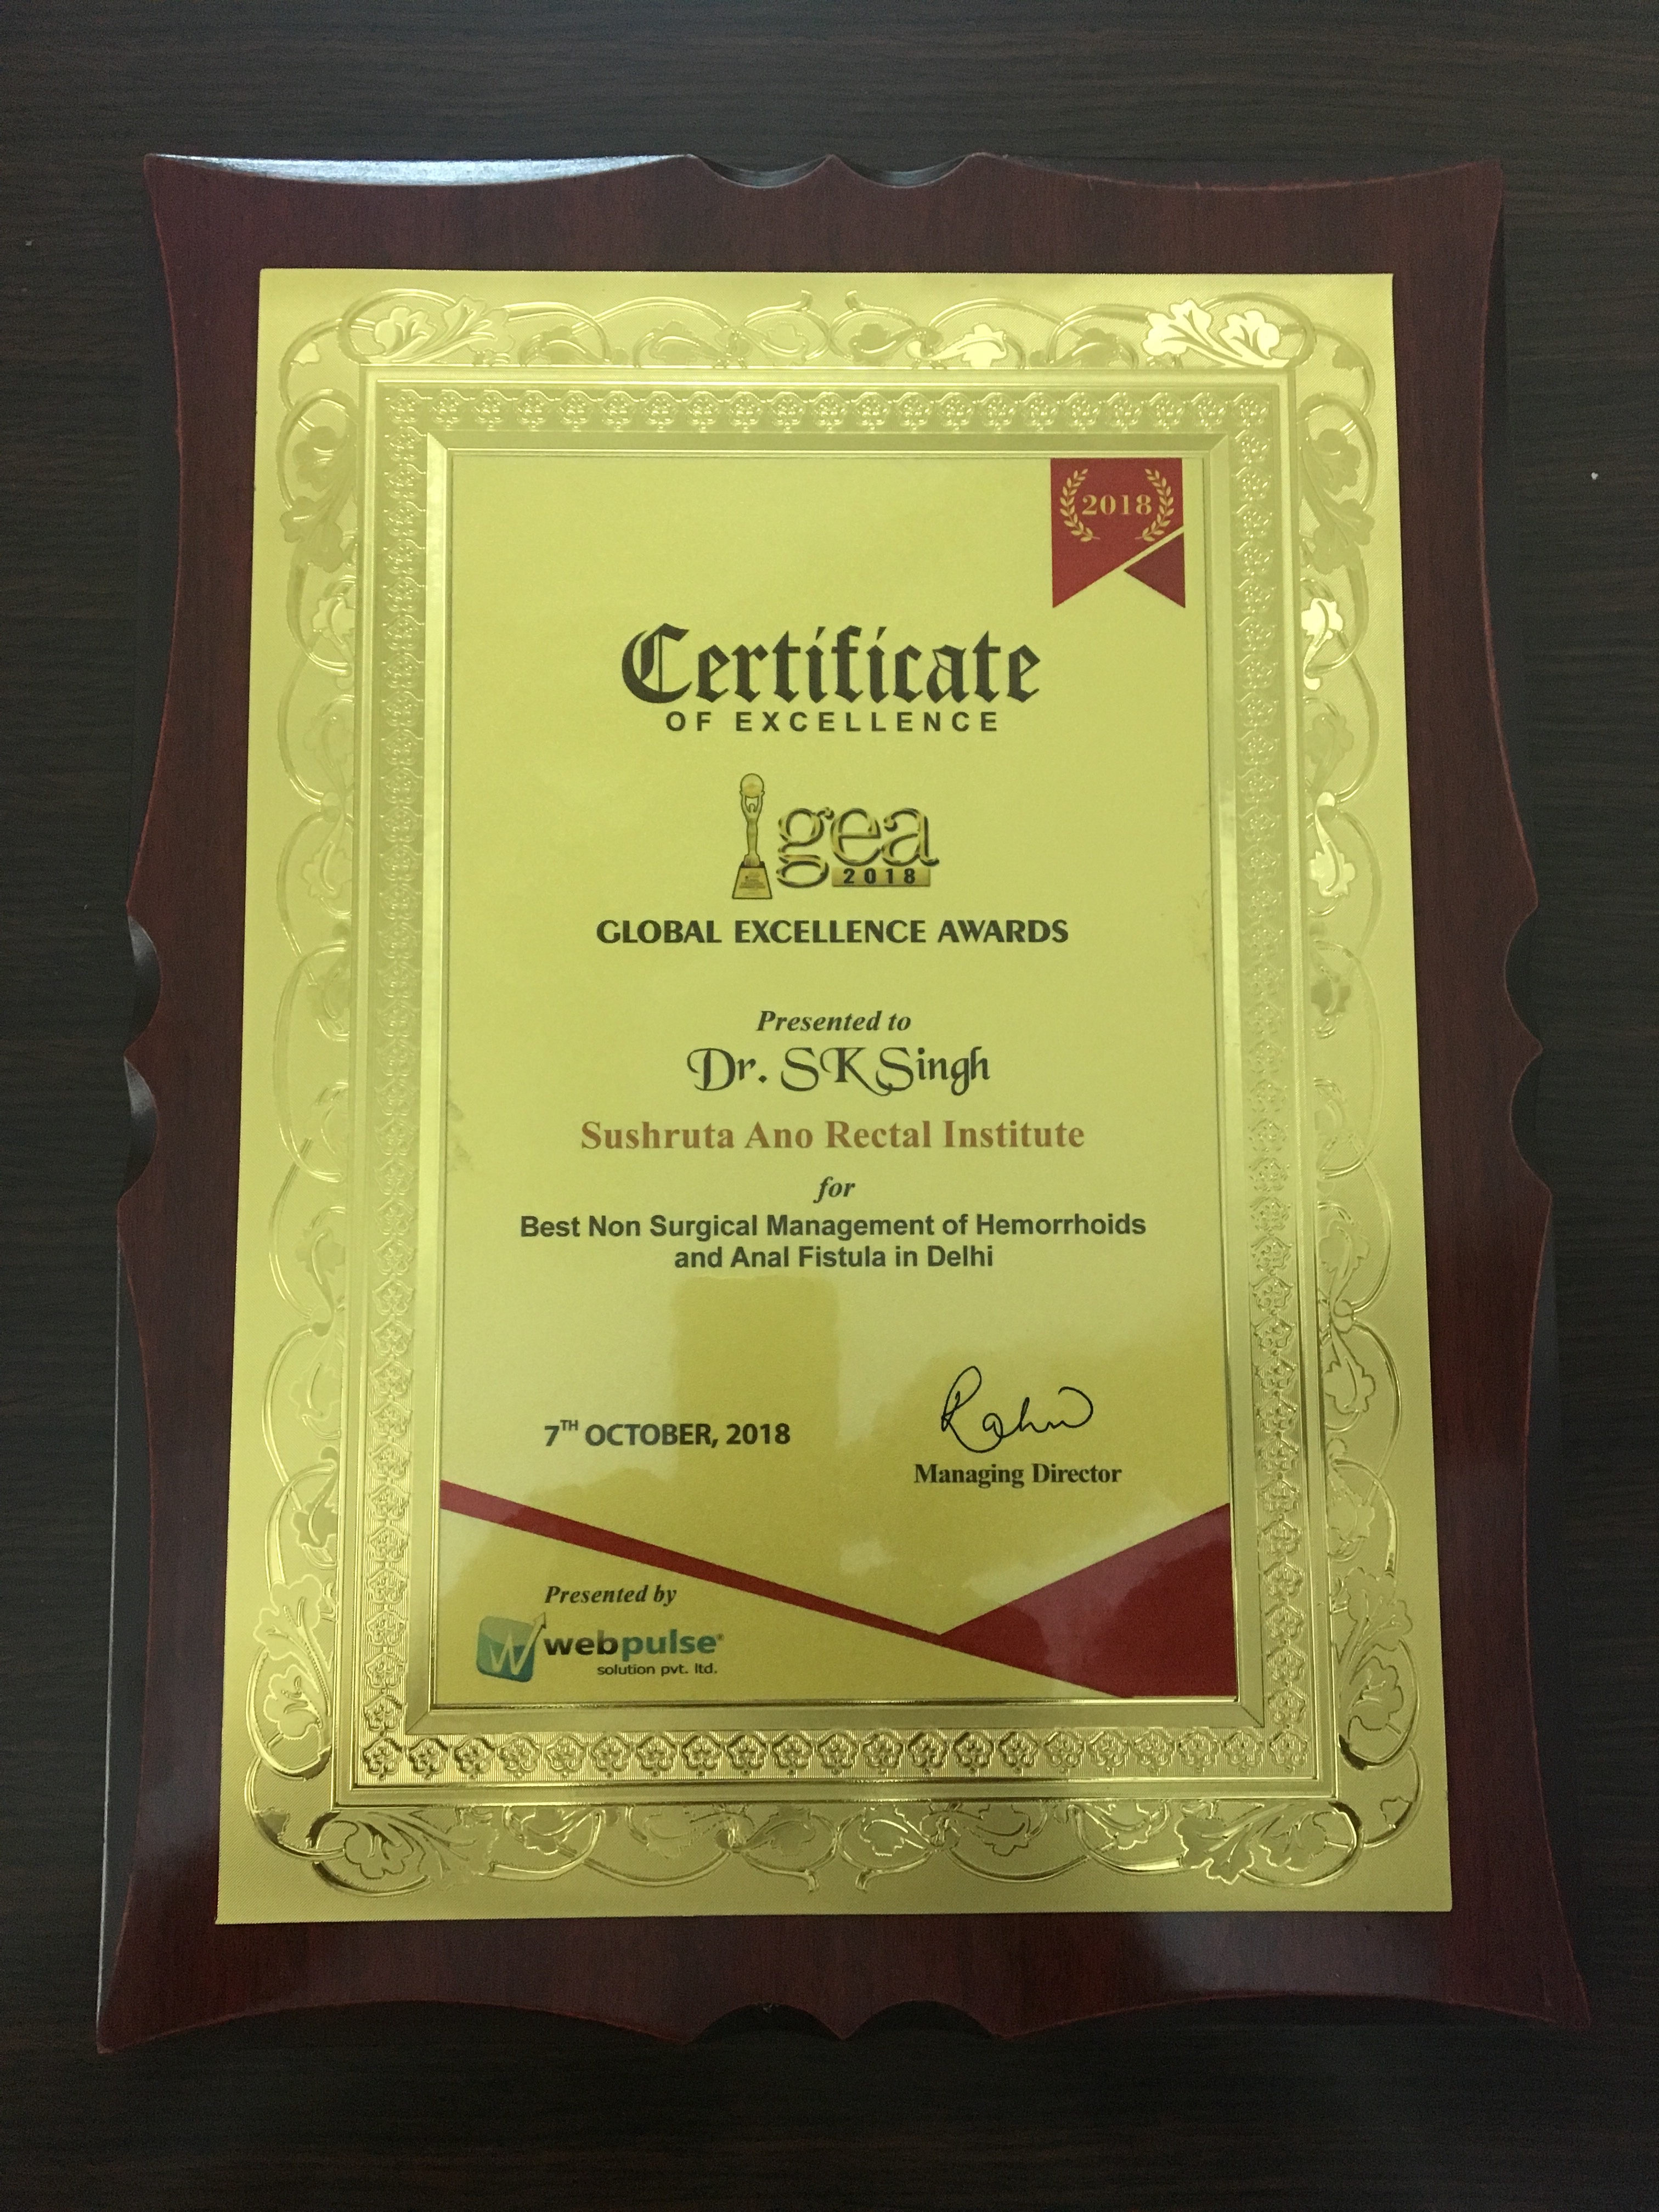 2018
Certificate
OF EXCELLENCE
gea
2018
GLOBAL EXCELLENCE AWARDS
Presented to
Dr. SK Singh
Sushruta Ano Rectal Institute
for
Best Non Surgical Management of Hemorrhoids
and Anal Fistula in Delhi
7TH OCTOBER, 2018
Managing Director
Presented by
webpulse
solution pvt. ltd.